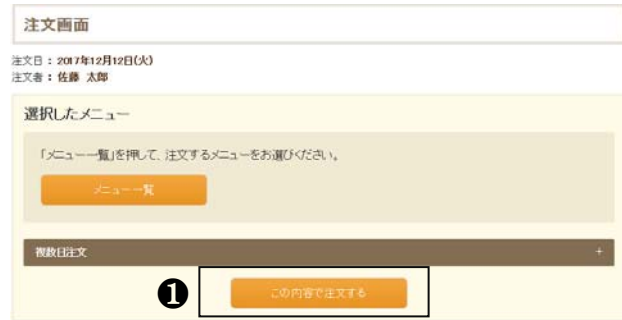 注文画面
注文日：2017年12月12日(火)
注文者：佐藤 太郎
選択したメニュー
「メニュー一覧」を押して、注文するメニューをお選びください。
メニュー一覧
複数日注文 +
❶ この内容で注文する